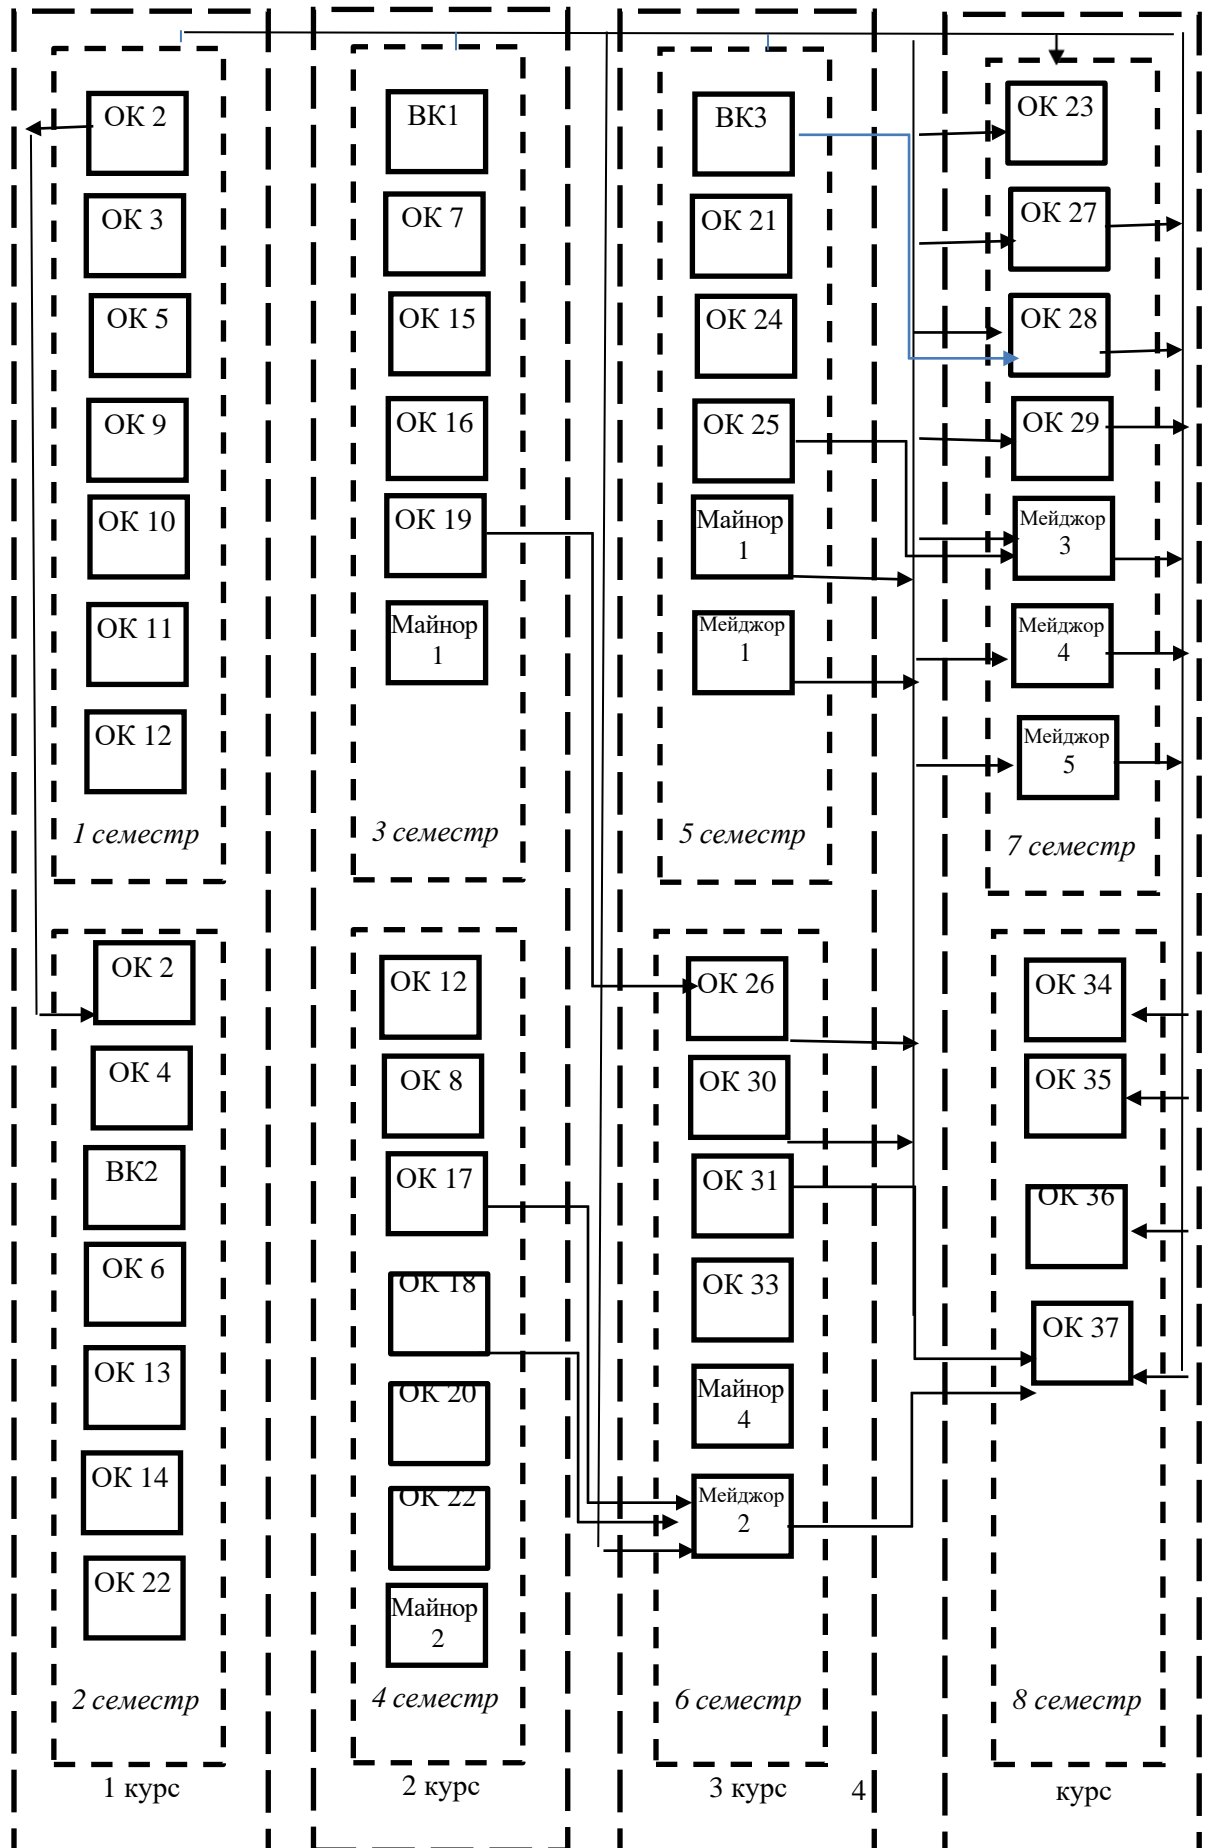 ОК 2
ОК 3
ОК 5
ОК 9
ОК 10
ОК 11
ОК 12
1 семестр
ОК 2
ОК 4
ВК2
ОК 6
ОК 13
ОК 14
ОК 22
2 семестр
1 курс
ВК1
ОК 7
ОК 15
ОК 16
ОК 19
Майнор
1
3 семестр
ОК 12
ОК 8
ОК 17
ОК 18
ОК 20
ОК 22
Майнор
2
4 семестр
2 курс
ВК3
ОК 21
ОК 24
ОК 25
Майнор
1
Мейджор
1
5 семестр
ОК 26
ОК 30
ОК 31
ОК 33
Майнор
4
Мейджор
2
6 семестр
3 курс
ОК 23
ОК 27
ОК 28
ОК 29
Мейджор
3
Мейджор
4
Мейджор
5
7 семестр
ОК 34
ОК 35
ОК 36
ОК 37
8 семестр
4 курс